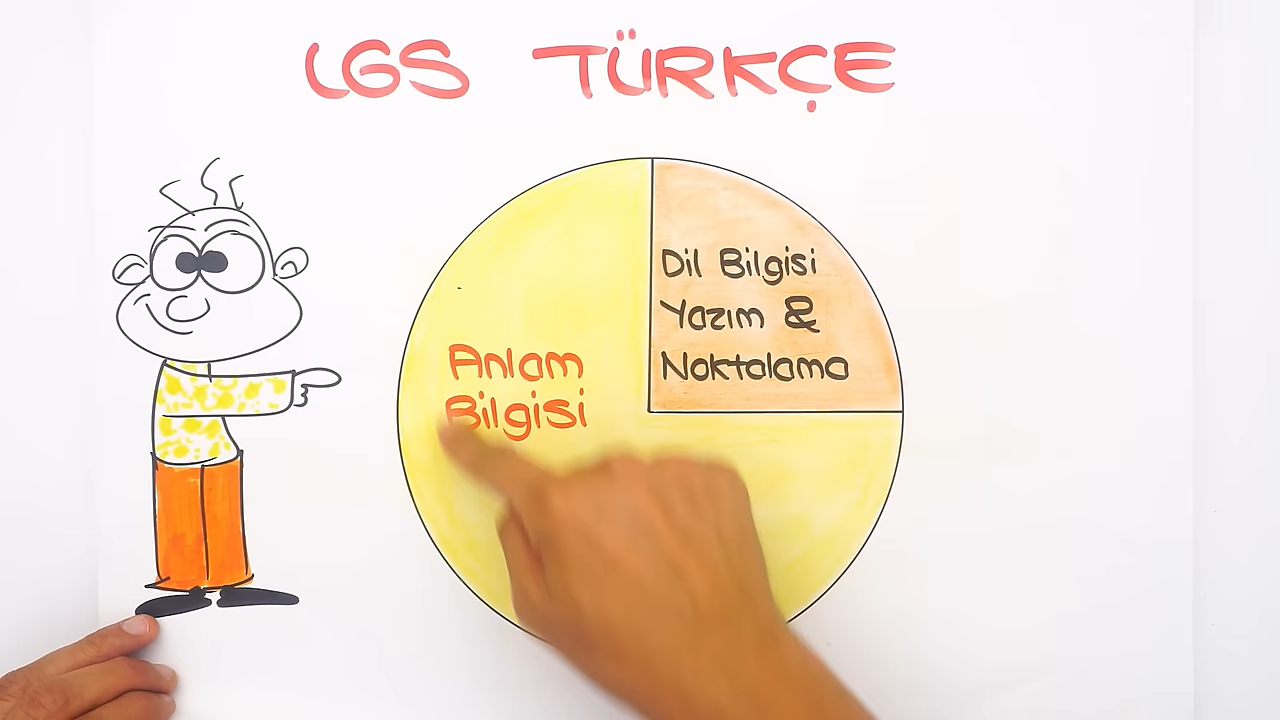 LGS TÜRKÇE
Dil Bilgisi
Yazım &
Noktalama
Anlam
Bilgisi